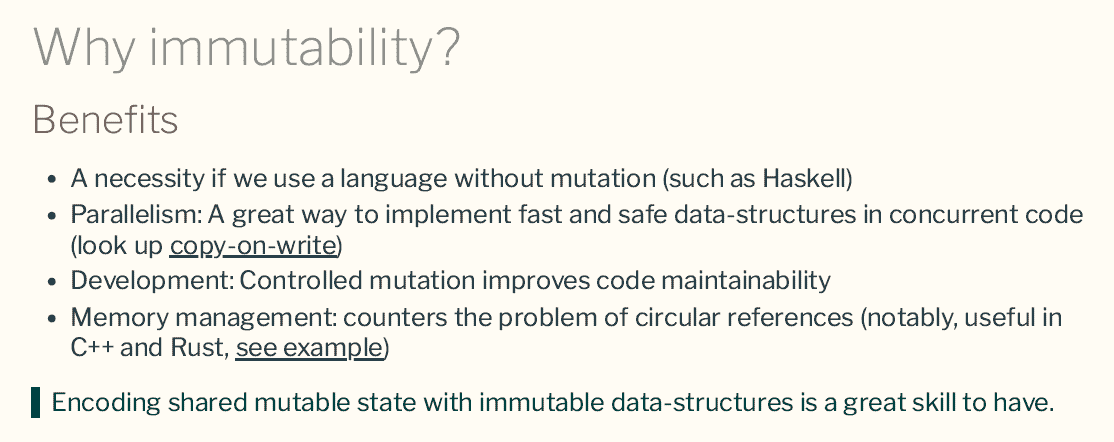 Why immutability?
Benefits
• A necessity if we use a language without mutation (such as Haskell)
• Parallelism: A great way to implement fast and safe data-structures in concurrent code
(look up copy-on-write)
• Development: Controlled mutation improves code maintainability
• Memory management: counters the problem of circular references (notably, useful in
C++ and Rust, see example)
Encoding shared mutable state with immutable data-structures is a great skill to have.